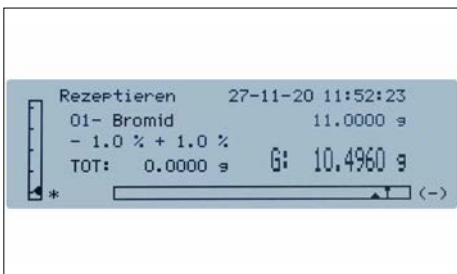 Rezeptieren 27-11-20 11:52:23
01- Bromid 11.0000 g
- 1.0 % + 1.0 %
TOT: 0.0000 g G: 10.4960 g
* (-)